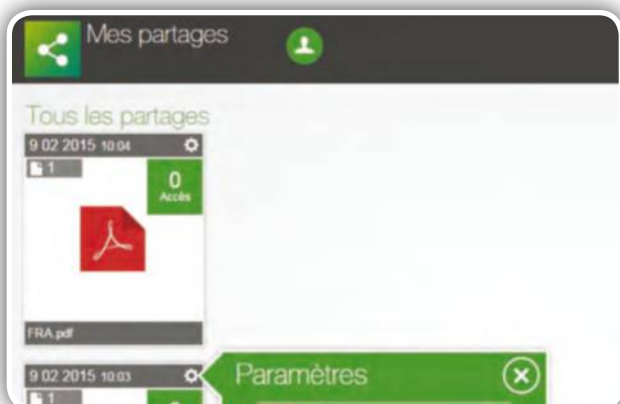 Mes partages
Tous les partages
9 02 2015 10:04
1
0
Accès
FRA.pdf
9 02 2015 10:03
Paramètres
1